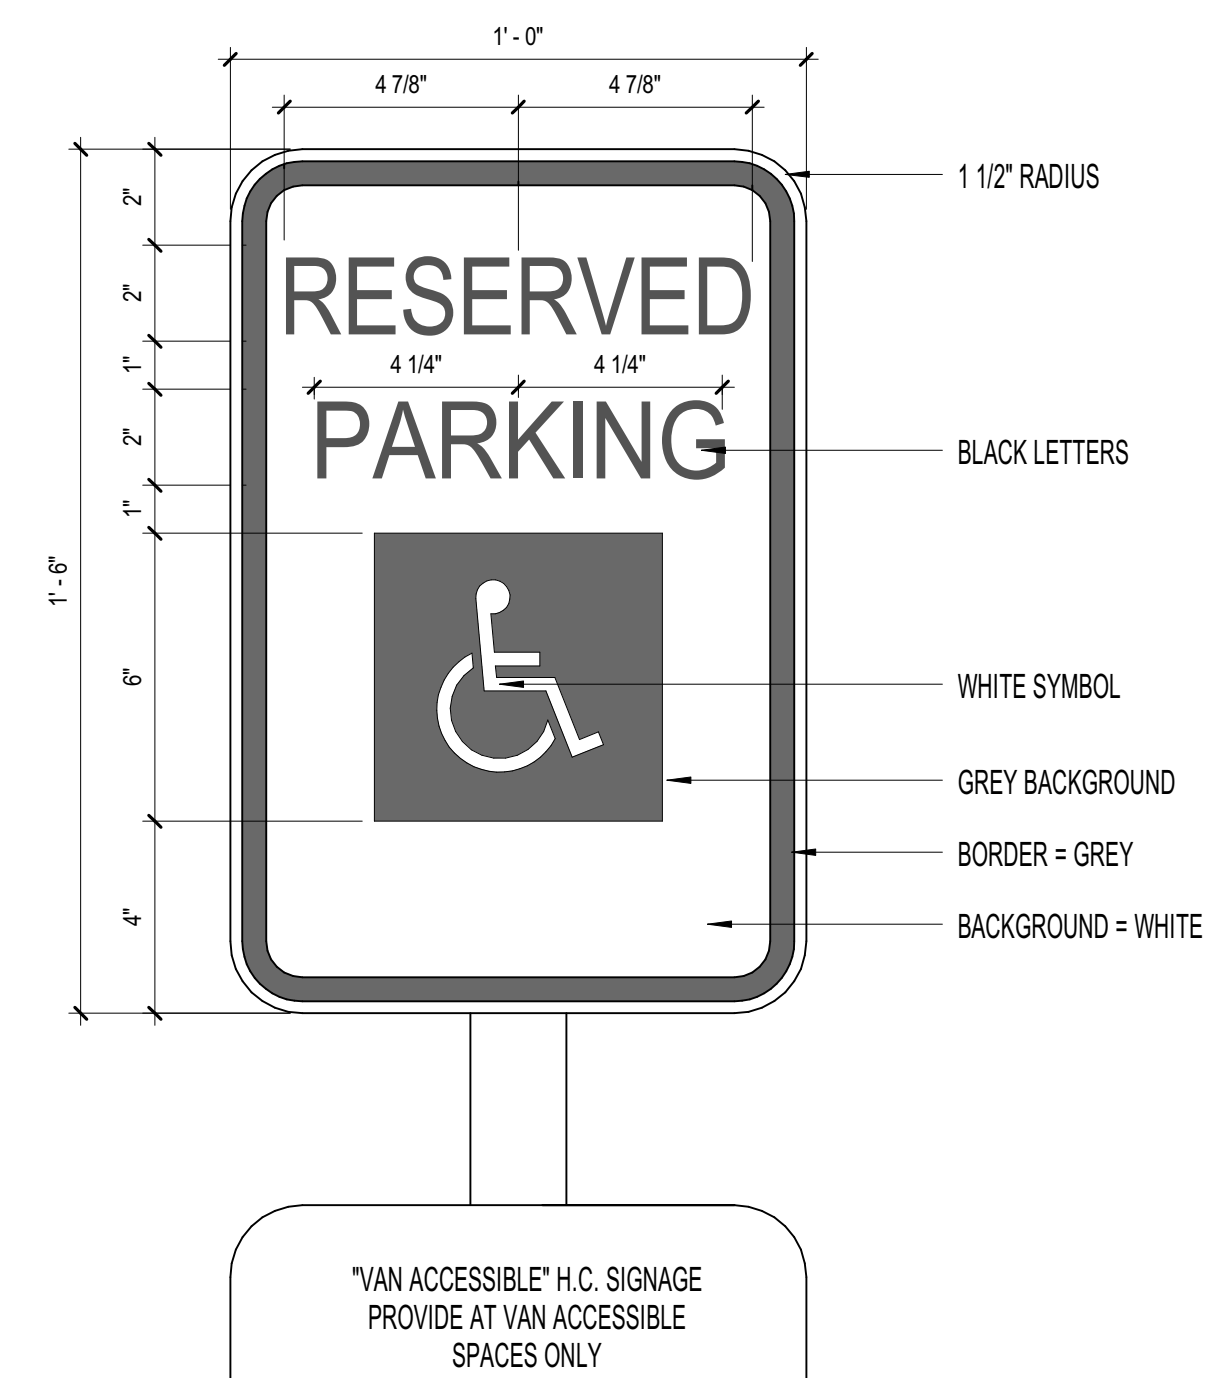 1' - 0"
4 7/8" 4 7/8"
1 1/2" RADIUS
2"
RESERVED
2"
1"
4 1/4" 4 1/4"
PARKING
2"
BLACK LETTERS
1"
1' - 6"
6"
WHITE SYMBOL
GREY BACKGROUND
BORDER = GREY
4"
BACKGROUND = WHITE
"VAN ACCESSIBLE" H.C. SIGNAGE
PROVIDE AT VAN ACCESSIBLE
SPACES ONLY